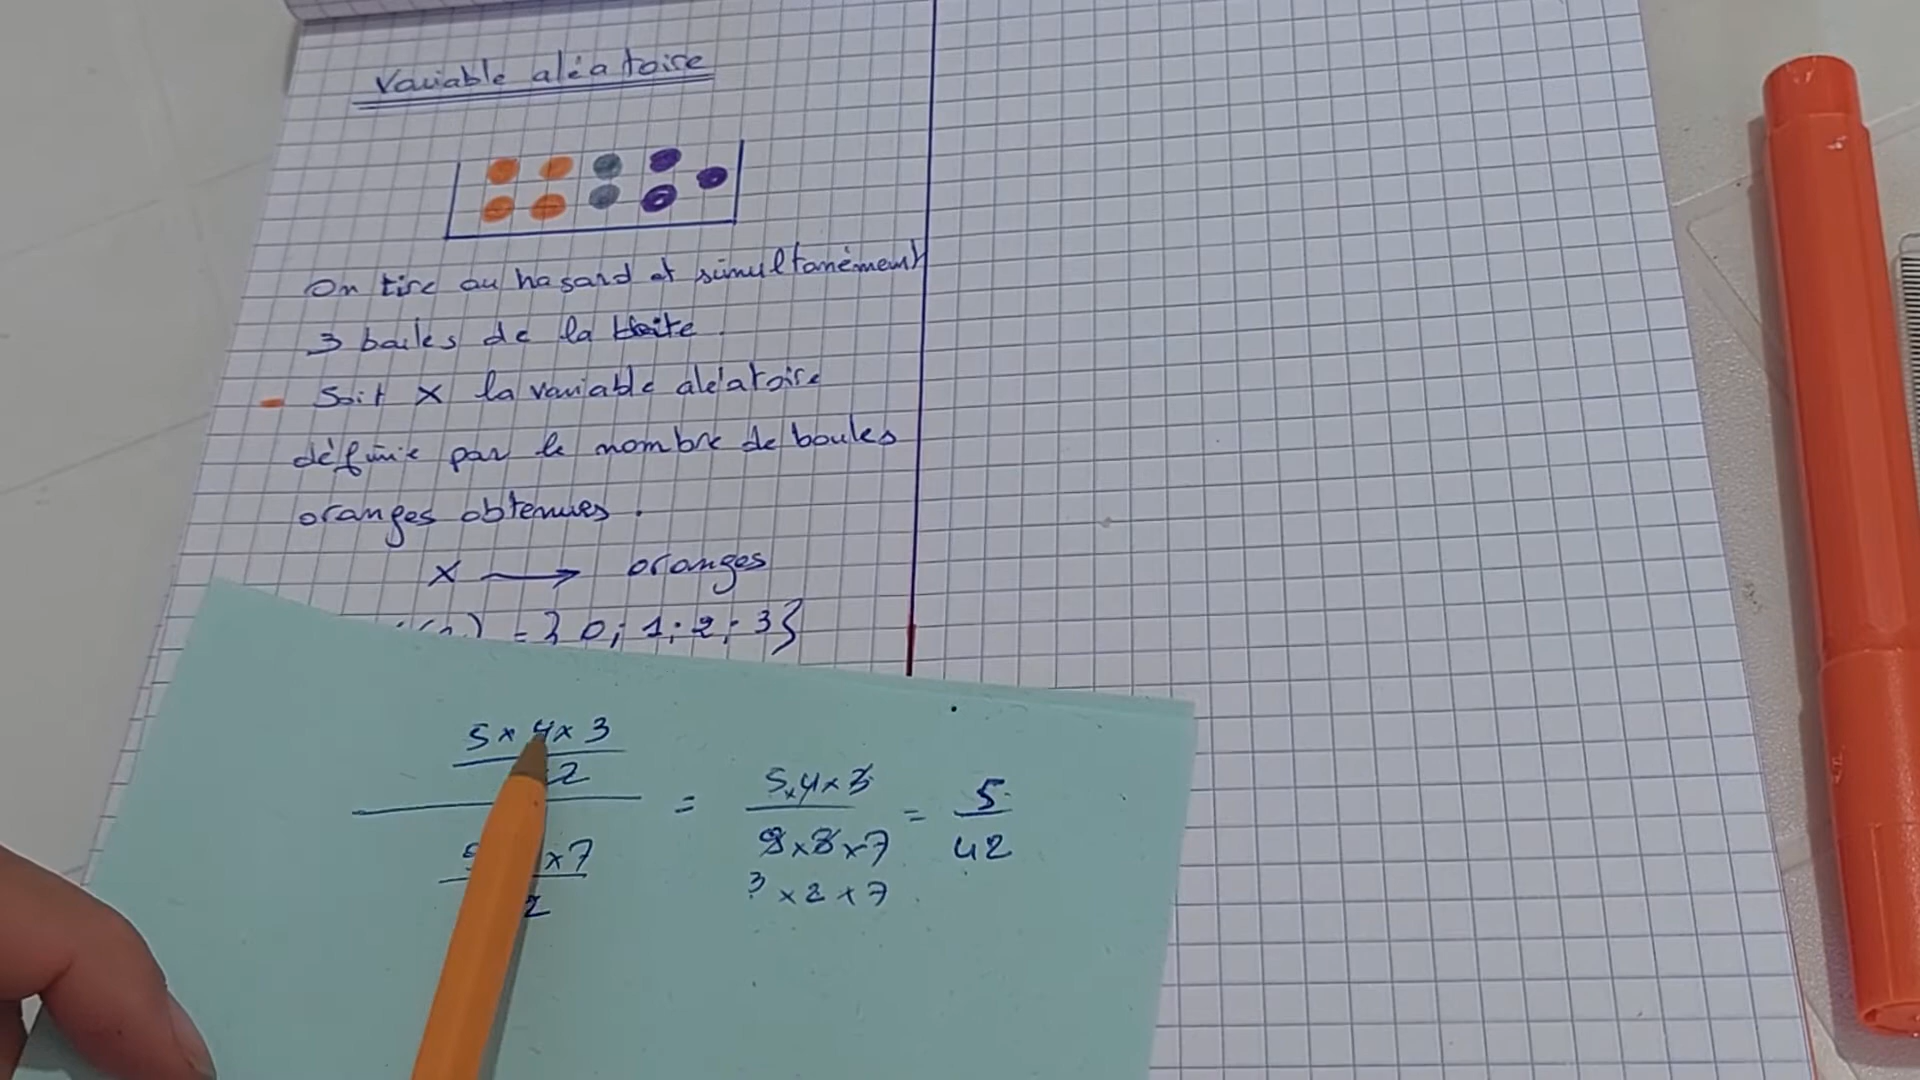 Variable aléatoire
On tire au hasard et simultanément
3 boules de la boite.
- Soit X la variable aléatoire
définie par le nombre de boules
oranges obtenues.
X → oranges
= { 0; 1; 2; 3}
5 × 4 × 3
2
= 5×4×3 = 5
9×8×7 42
3 × 2 × 7
×7
2